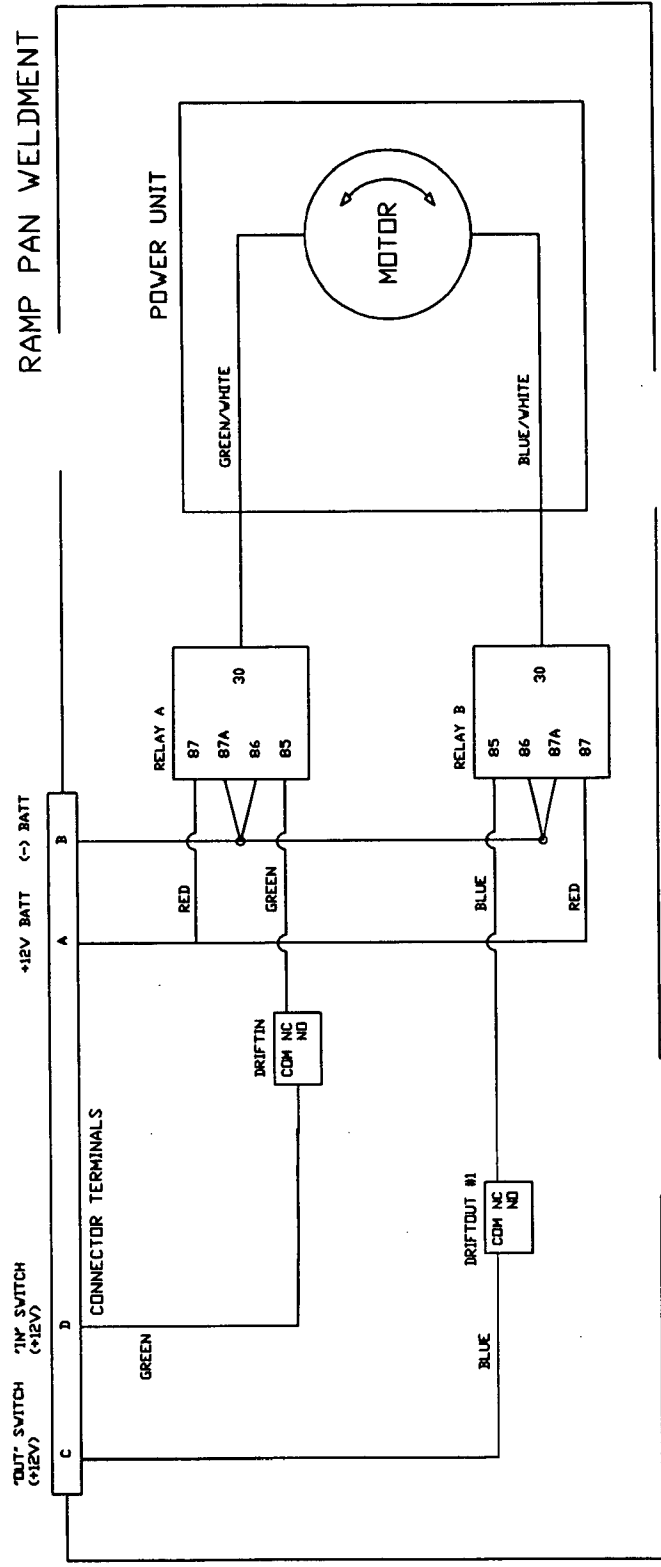 RAMP PAN WELDMENT
"OUT" SWITCH
(+12V)
"IN" SWITCH
(+12V)
+12V BATT
(-) BATT
C
D
A
B
CONNECTOR TERMINALS
POWER UNIT
GREEN
RED
GREEN
RELAY A
87
87A
86
85
30
GREEN/WHITE
DRIFTIN
COM NC
NO
MOTOR
BLUE
DRIFTOUT #1
COM NC
NO
BLUE
RED
RELAY B
85
86
87A
87
30
BLUE/WHITE